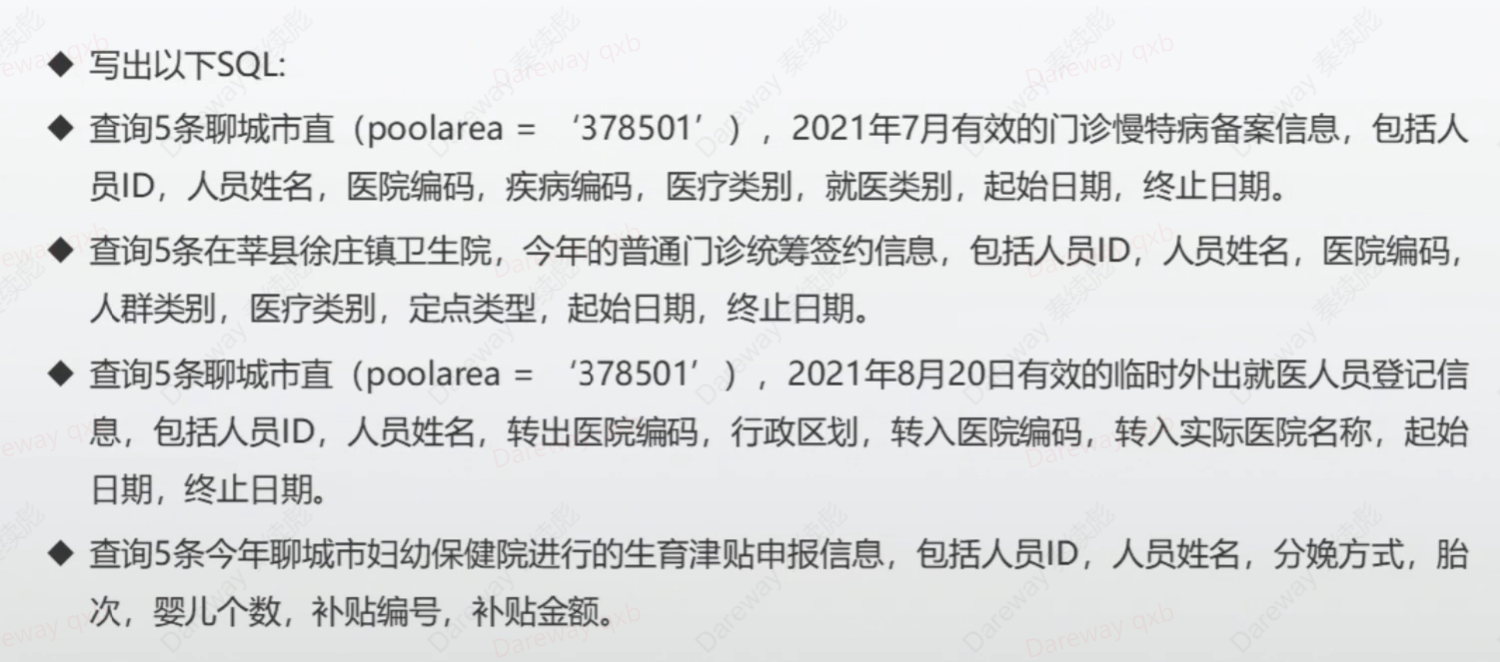 ◆ 写出以下SQL:
◆ 查询5条聊城市直（poolarea = ‘378501’），2021年7月有效的门诊慢特病备案信息，包括人
员ID，人员姓名，医院编码，疾病编码，医疗类别，就医类别，起始日期，终止日期。
◆ 查询5条在莘县徐庄镇卫生院，今年的普通门诊统筹签约信息，包括人员ID，人员姓名，医院编码，
人群类别，医疗类别，定点类型，起始日期，终止日期。
◆ 查询5条聊城市直（poolarea = ‘378501’），2021年8月20日有效的临时外出就医人员登记信
息，包括人员ID，人员姓名，转出医院编码，行政区划，转入医院编码，转入实际医院名称，起始
日期，终止日期。
◆ 查询5条今年聊城市妇幼保健院进行的生育津贴申报信息，包括人员ID，人员姓名，分娩方式，胎
次，婴儿个数，补贴编号，补贴金额。
Dareway 秦续彪
Dareway qxb